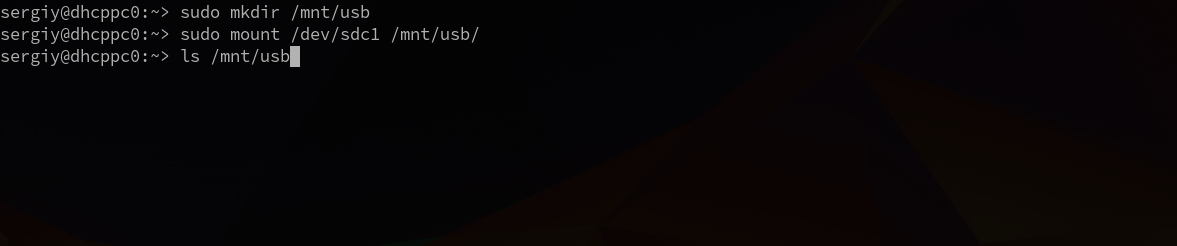 sergiy@dhcppc0:~> sudo mkdir /mnt/usb
sergiy@dhcppc0:~> sudo mount /dev/sdc1 /mnt/usb/
sergiy@dhcppc0:~> ls /mnt/usb